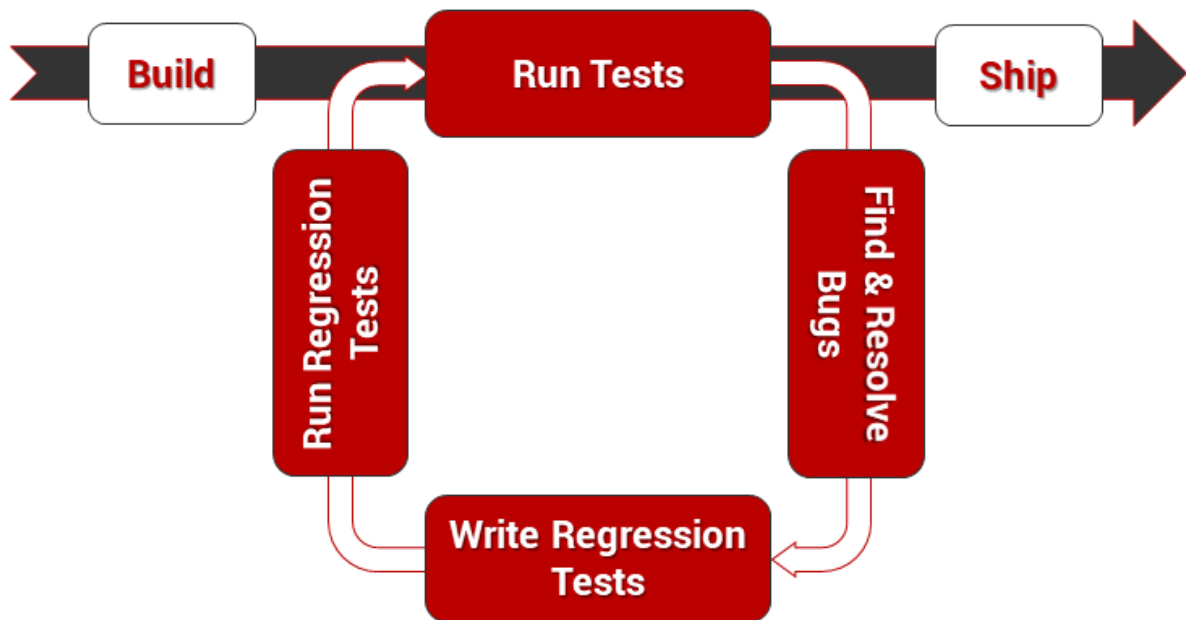 Build
Run Tests
Ship
Find & Resolve
Bugs
Write Regression
Tests
Run Regression
Tests